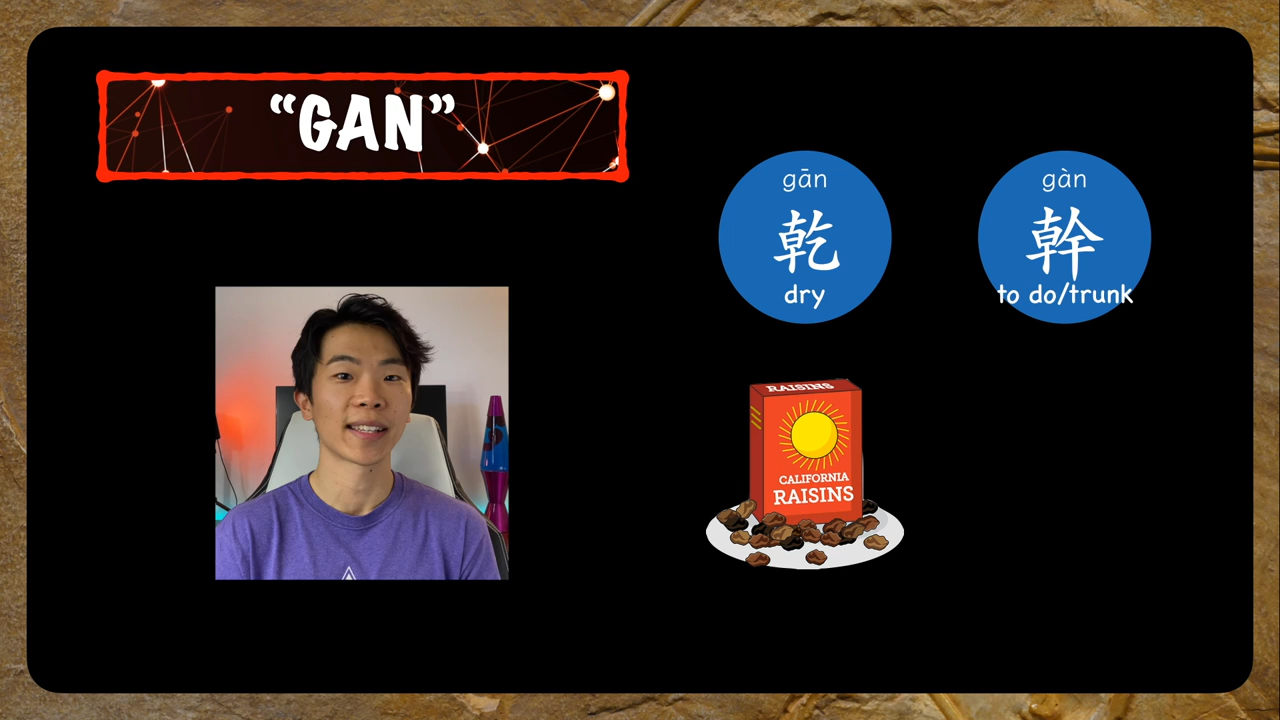 “GAN”
gān
乾
dry
gàn
幹
to do/trunk
RAISINS
CALIFORNIA
RAISINS